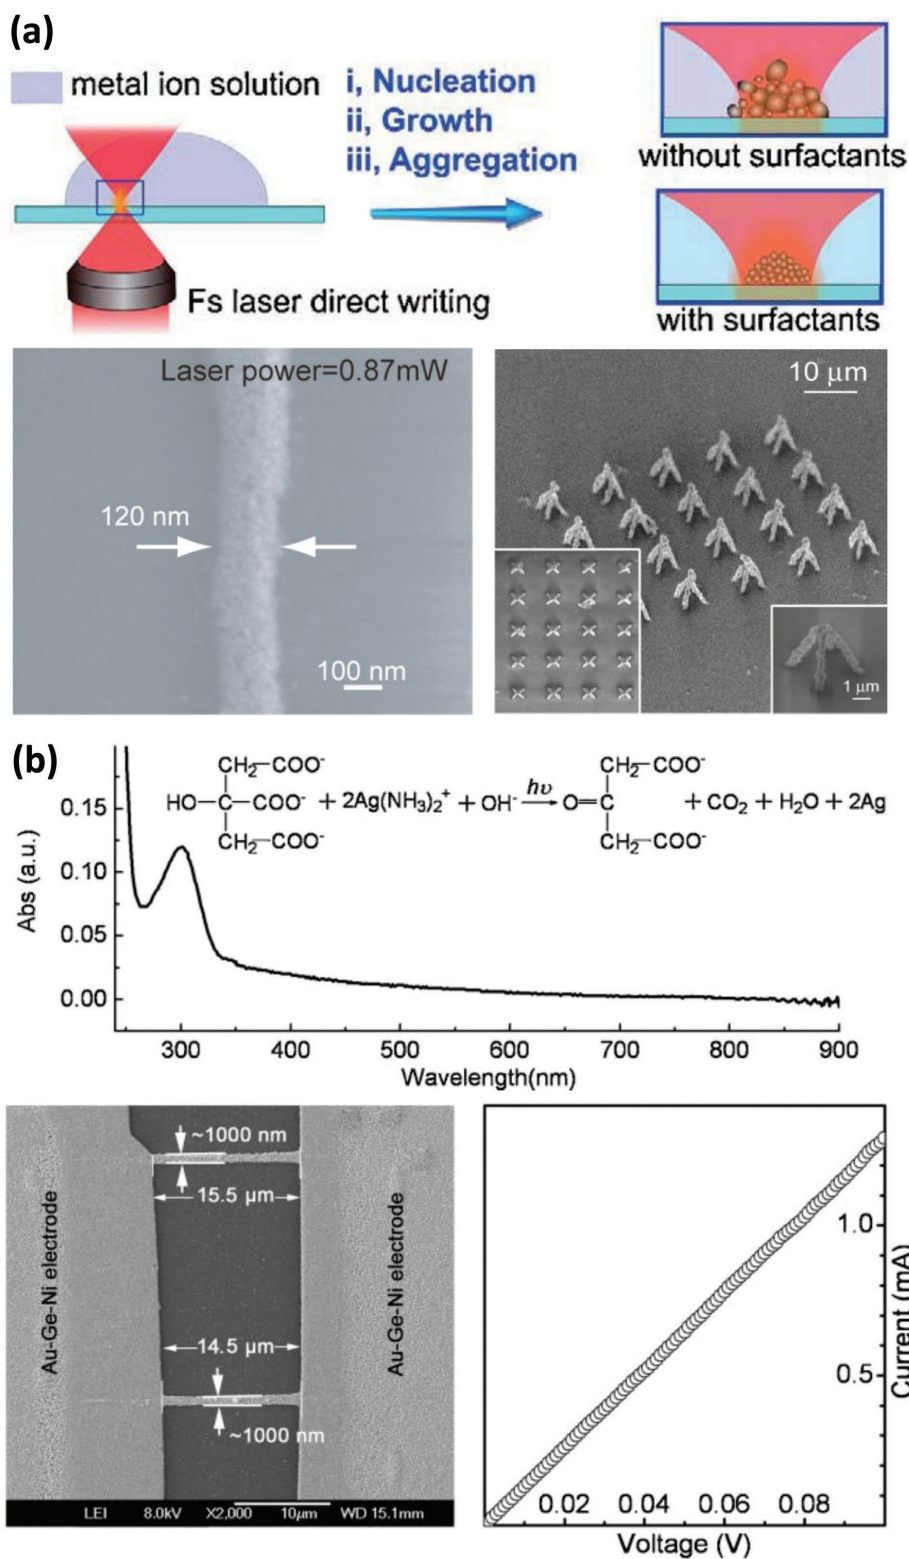 (a)
metal ion solution
i, Nucleation
ii, Growth
iii, Aggregation
without surfactants
Fs laser direct writing
with surfactants
Laser power=0.87mW
120 nm
100 nm
10 μm
1 μm
(b)
CH₂—COO⁻
HO—C—COO⁻ + 2Ag(NH₃)₂⁺ + OH⁻ hν
CH₂—COO⁻
CH₂—COO⁻
O=C + CO₂ + H₂O + 2Ag
CH₂—COO⁻
Abs (a.u.)
0.15
0.10
0.05
0.00
300 400 500 600 700 800 900
Wavelength(nm)
Au-Ge-Ni electrode
~1000 nm
15.5 μm
14.5 μm
~1000 nm
Au-Ge-Ni electrode
LEI 8.0kV X2,000 10μm WD 15.1mm
1.0
0.5
Current (mA)
0.02 0.04 0.06 0.08
Voltage (V)